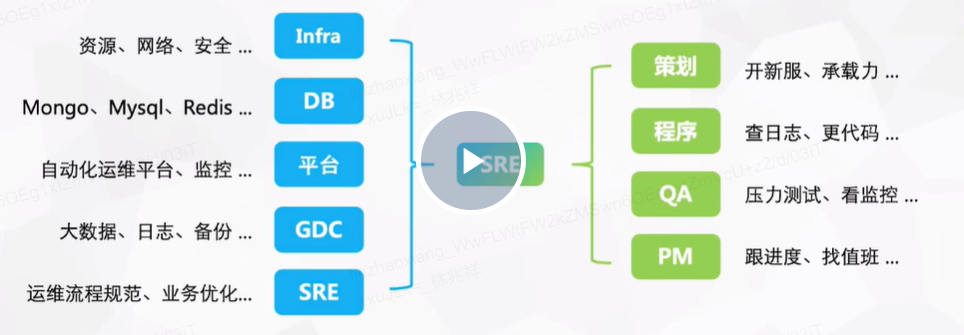 资源、网络、安全 ...
Infra
Mongo、Mysql、Redis ...
DB
自动化运维平台、监控 ...
平台
大数据、日志、备份 ...
GDC
运维流程规范、业务优化...
SRE
SRE
策划
开新服、承载力 ...
程序
查日志、更代码 ...
QA
压力测试、看监控 ...
PM
跟进度、找值班 ...